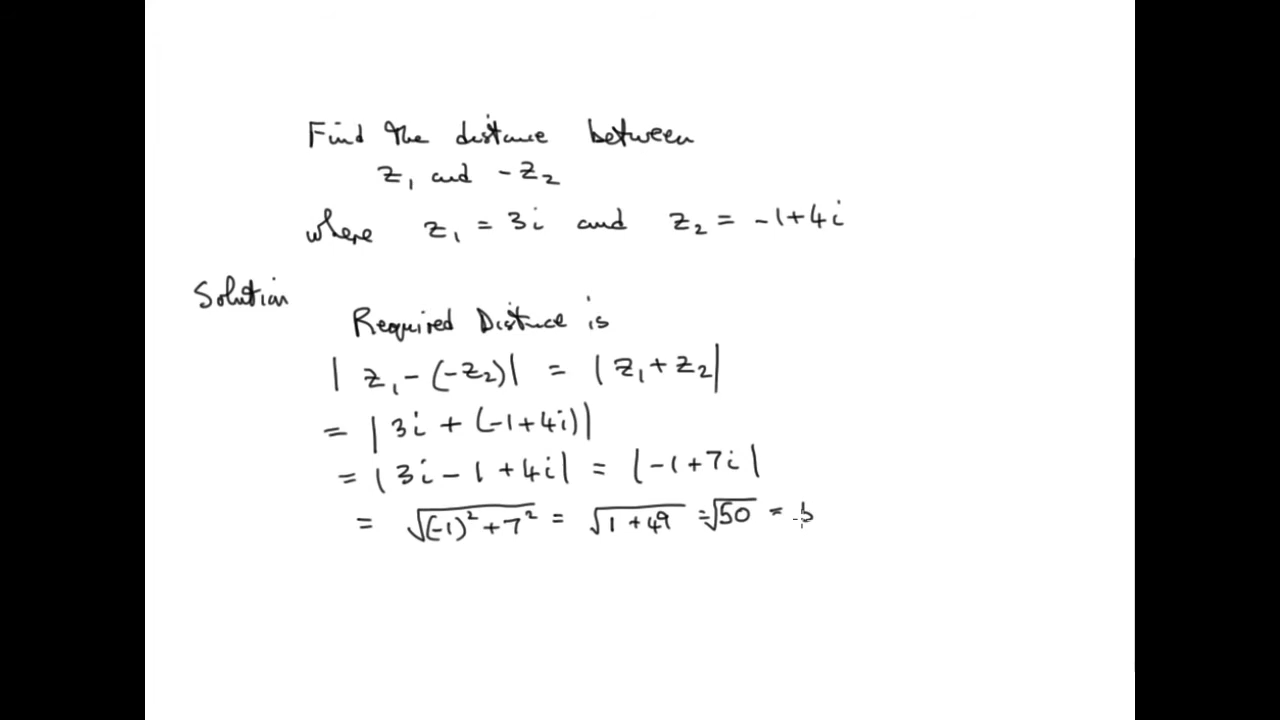 Find the distance between
z₁ and -z₂
where z₁ = 3i and z₂ = -1+4i
Solution
Required Distance is
| z₁ - (-z₂)| = |z₁ + z₂|
= | 3i + (-1+4i)|
= |3i - 1 + 4i| = |-1+7i|
= √(-1)² + 7² = √1 + 49 = √50 =